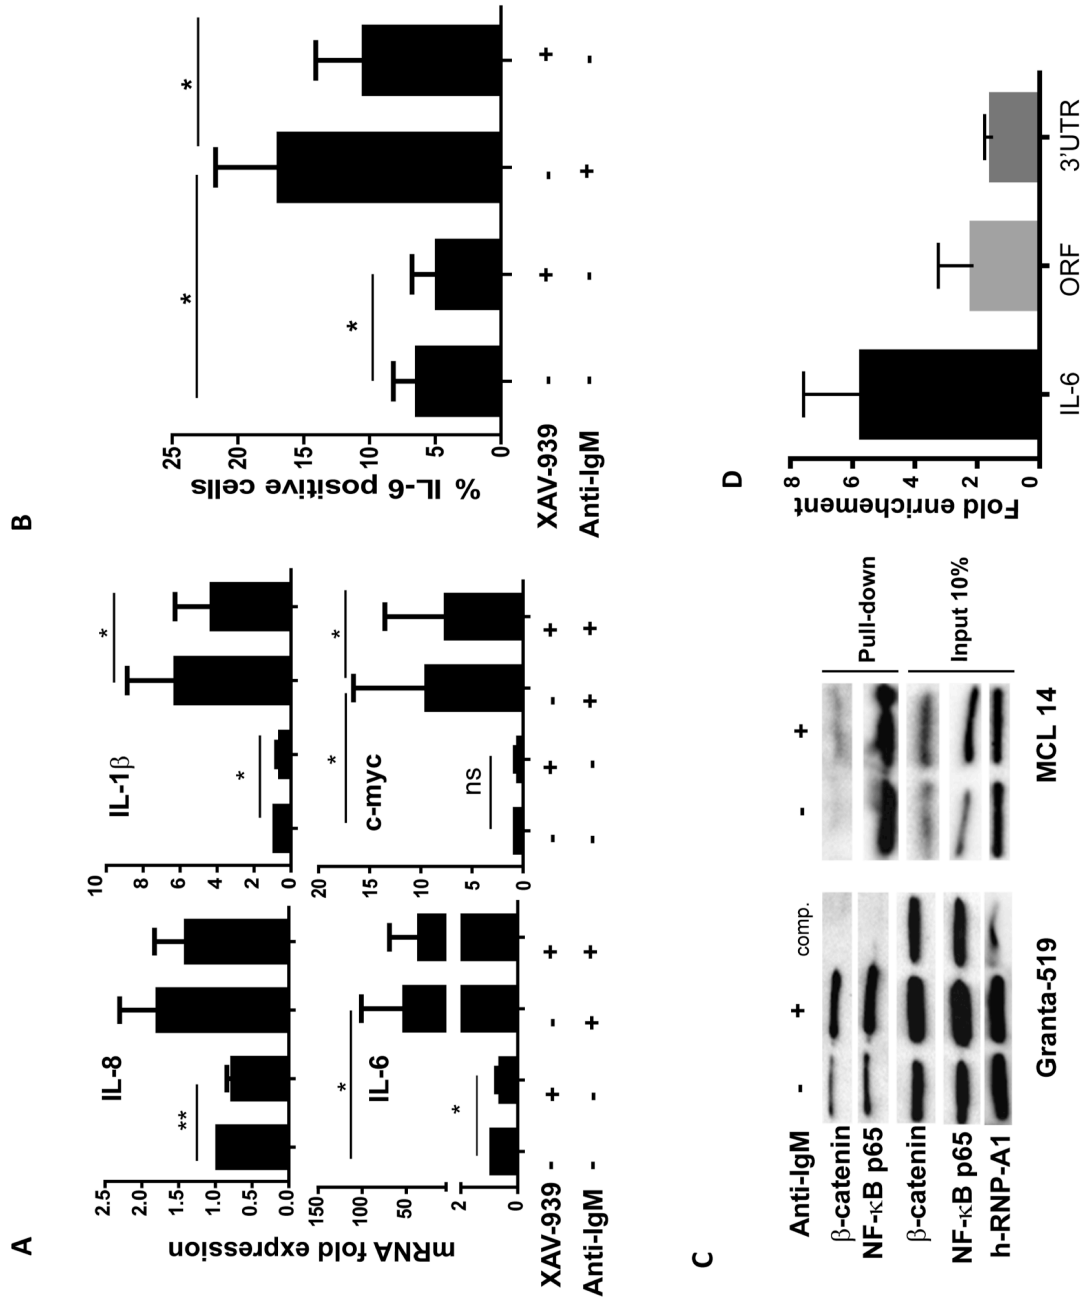 A
mRNA fold expression
IL-8
2.5
2.0
1.5
1.0
0.5
0.0
**
IL-1β
10
8
6
4
2
0
*
*
IL-6
150
100
50
2
0
*
*
c-myc
20
15
10
5
0
ns
*
*
XAV-939 - + - + - + - +
Anti-IgM - - + + - - + +
B
% IL-6 positive cells
25
20
15
10
5
0
*
*
*
XAV-939 - + - +
Anti-IgM - - + -
C
Anti-IgM - + comp. - +
β-catenin
NF-κB p65
Pull-down
β-catenin
NF-κB p65
h-RNP-A1
Input 10%
Granta-519 MCL 14
D
Fold enrichement
8
6
4
2
0
IL-6 ORF 3'UTR